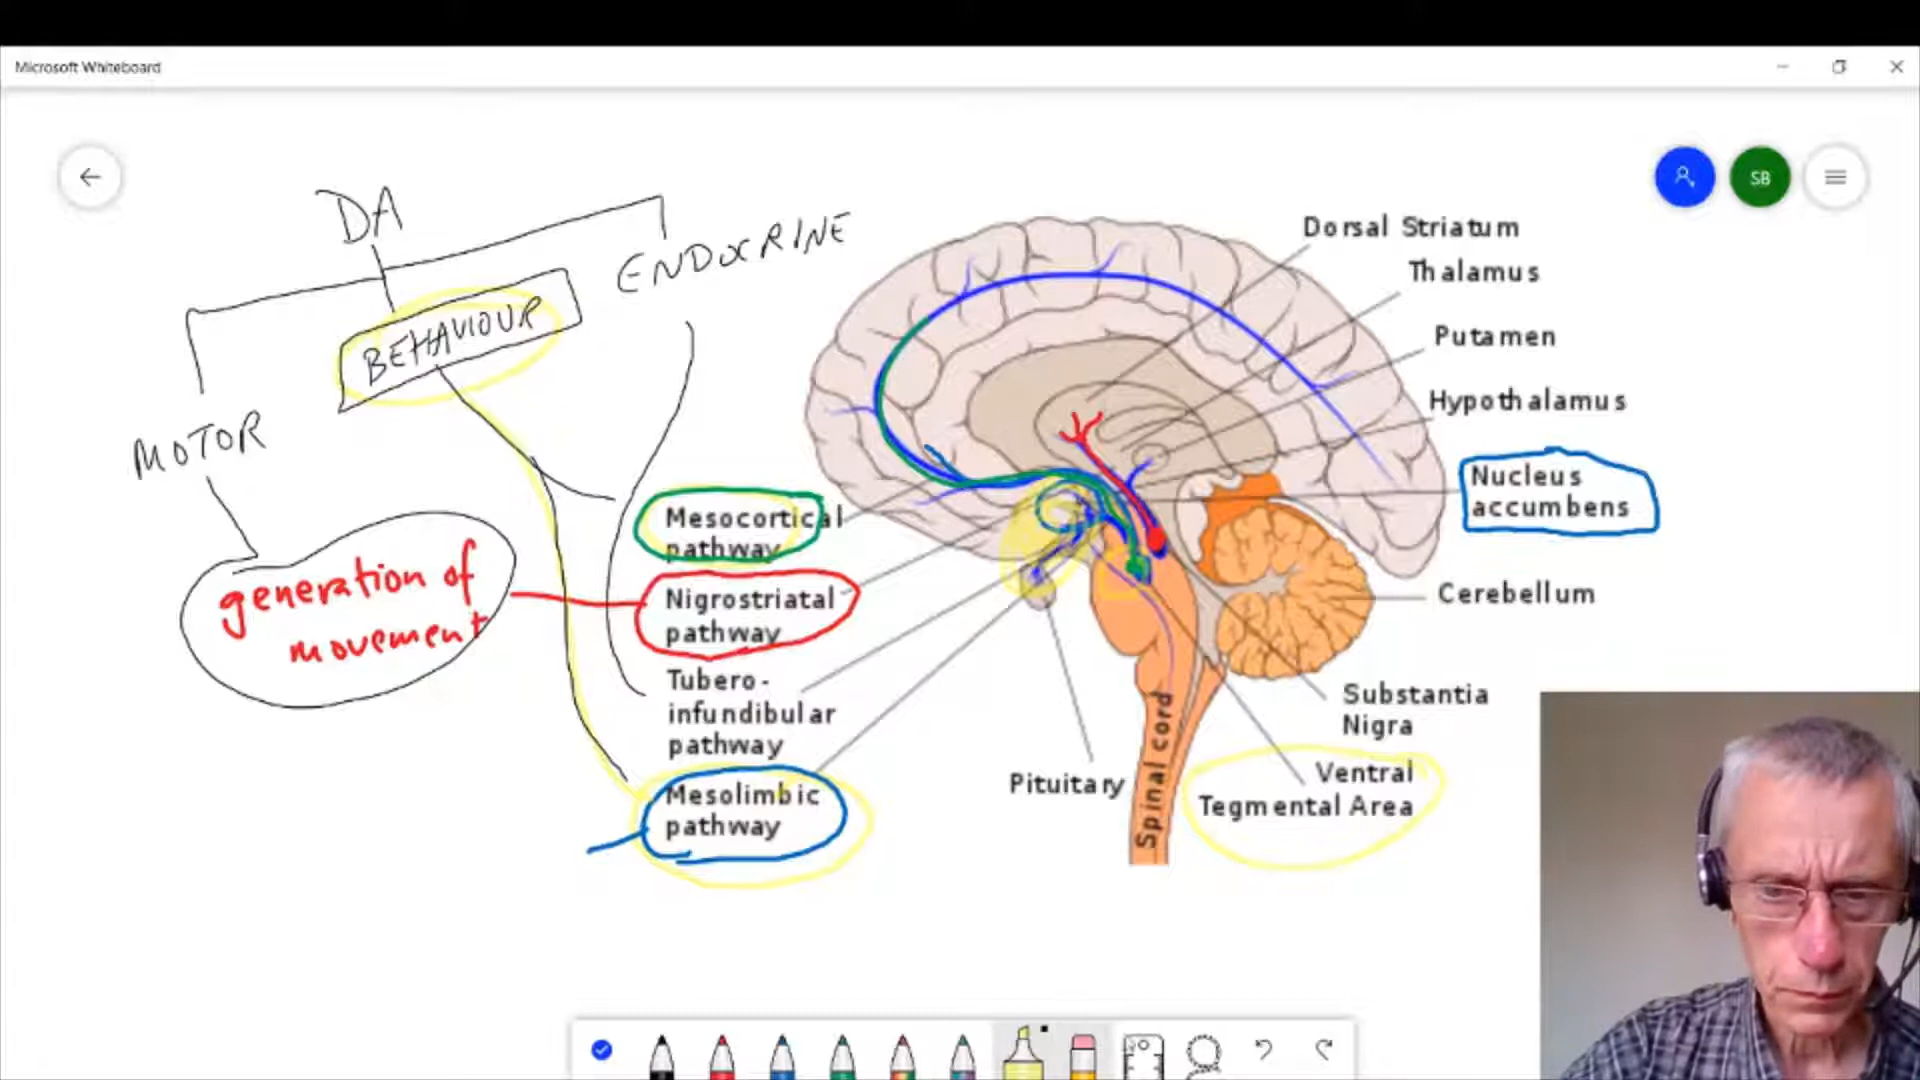 Microsoft Whiteboard
SB
DA
ENDOCRINE
BEHAVIOUR
MOTOR
generation of
movement
Mesocortical
pathway
Nigrostriatal
pathway
Tubero-
infundibular
pathway
Mesolimbic
pathway
Dorsal Striatum
Thalamus
Putamen
Hypothalamus
Nucleus
accumbens
Cerebellum
Substantia
Nigra
Ventral
Tegmental Area
Pituitary
Spinal cord